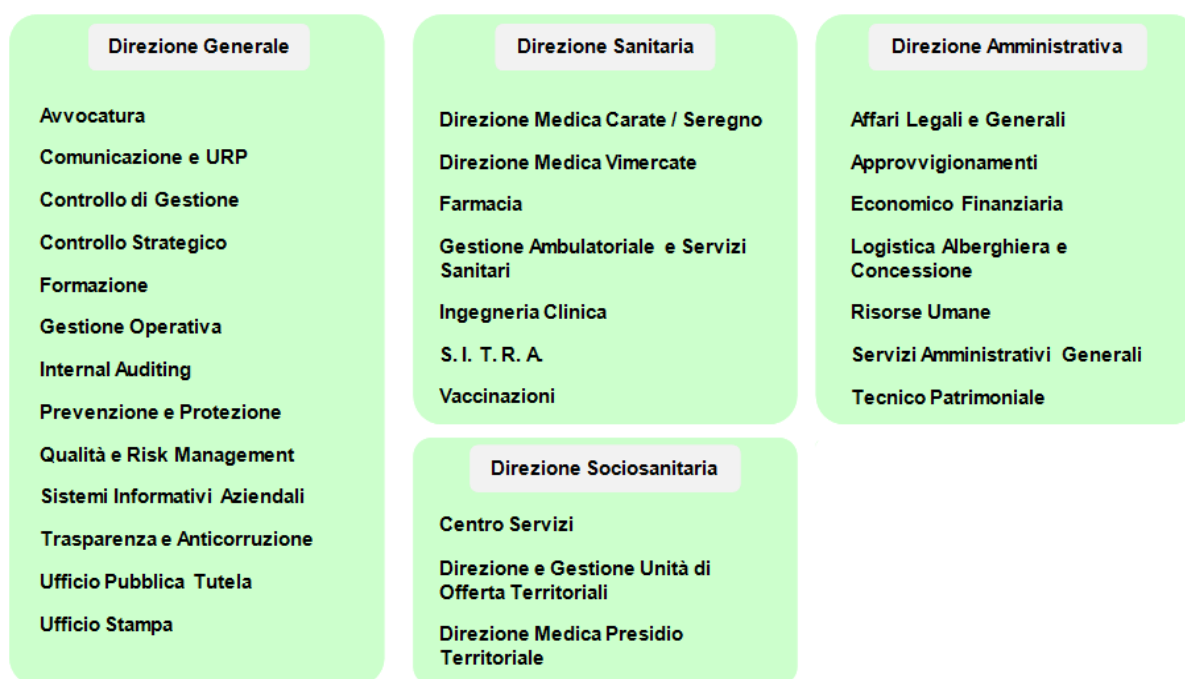 Direzione Generale
Avvocatura
Comunicazione e URP
Controllo di Gestione
Controllo Strategico
Formazione
Gestione Operativa
Internal Auditing
Prevenzione e Protezione
Qualità e Risk Management
Sistemi Informativi Aziendali
Trasparenza e Anticorruzione
Ufficio Pubblica Tutela
Ufficio Stampa
Direzione Sanitaria
Direzione Medica Carate / Seregno
Direzione Medica Vimercate
Farmacia
Gestione Ambulatoriale e Servizi
Sanitari
Ingegneria Clinica
S. I. T. R. A.
Vaccinazioni
Direzione Sociosanitaria
Centro Servizi
Direzione e Gestione Unità di
Offerta Territoriali
Direzione Medica Presidio
Territoriale
Direzione Amministrativa
Affari Legali e Generali
Approvvigionamenti
Economico Finanziaria
Logistica Alberghiera e
Concessione
Risorse Umane
Servizi Amministrativi Generali
Tecnico Patrimoniale